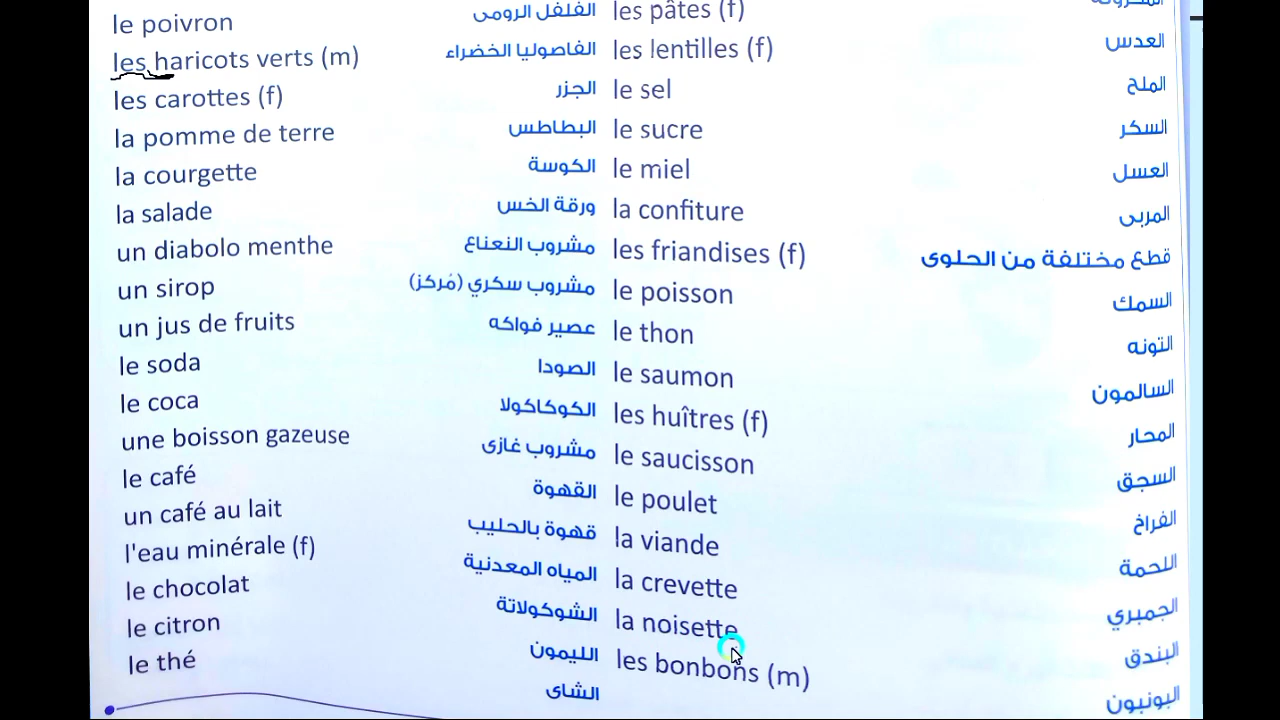 le poivron الفلفل الرومى
les haricots verts (m) الفاصوليا الخضراء
les carottes (f) الجزر
la pomme de terre البطاطس
la courgette الكوسة
la salade ورقة الخس
un diabolo menthe مشروب النعناع
un sirop مشروب سكري (مُركز)
un jus de fruits عصير فواكه
le soda الصودا
le coca الكوكاكولا
une boisson gazeuse مشروب غازى
le café القهوة
un café au lait قهوة بالحليب
l'eau minérale (f) المياه المعدنية
le chocolat الشوكولاتة
le citron الليمون
le thé الشاى
les pâtes (f)
les lentilles (f) العدس
le sel الملح
le sucre السكر
le miel العسل
la confiture المربى
les friandises (f) قطع مختلفة من الحلوى
le poisson السمك
le thon التونه
le saumon السالمون
les huîtres (f) المحار
le saucisson السجق
le poulet الفراخ
la viande اللحمة
la crevette الجمبري
la noisette البندق
les bonbons (m) البونبون